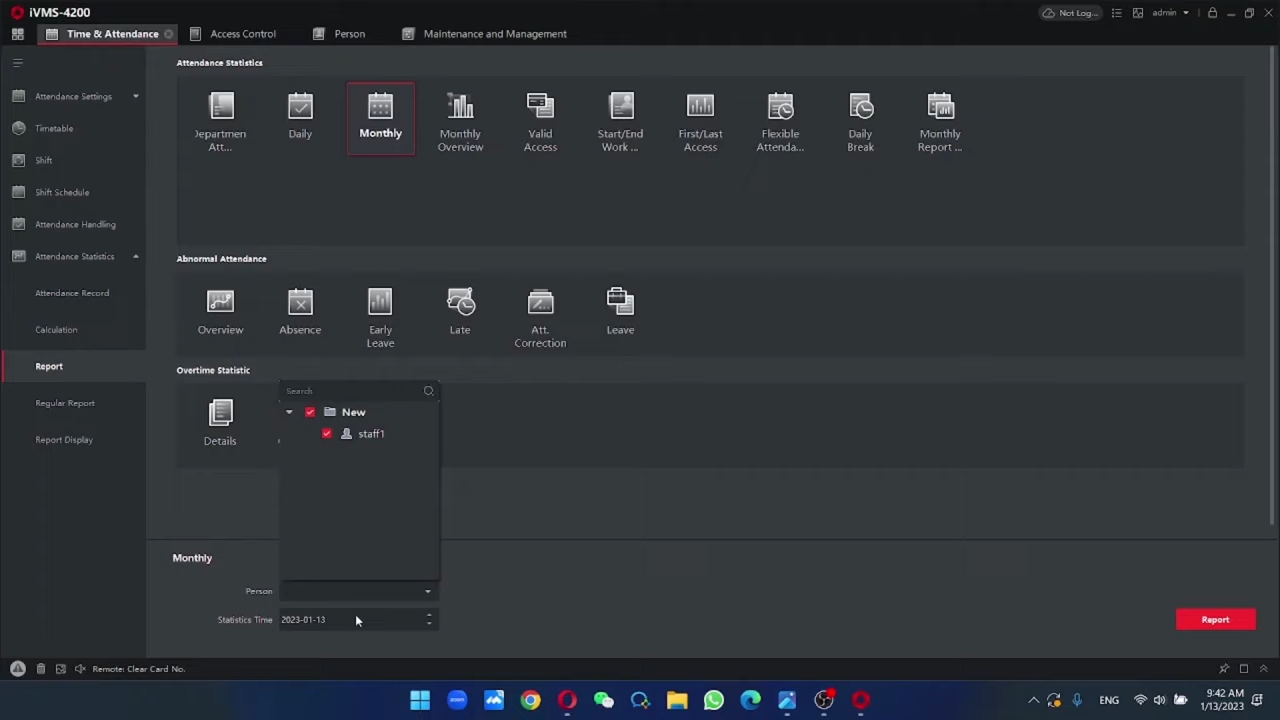 iVMS-4200
Not Log...
admin
Time & Attendance
Access Control
Person
Maintenance and Management
Attendance Settings
Timetable
Shift
Shift Schedule
Attendance Handling
Attendance Statistics
Attendance Record
Calculation
Report
Regular Report
Report Display
Attendance Statistics
Departmen
Att...
Daily
Monthly
Monthly
Overview
Valid
Access
Start/End
Work ...
First/Last
Access
Flexible
Attenda...
Daily
Break
Monthly
Report ...
Abnormal Attendance
Overview
Absence
Early
Leave
Late
Att.
Correction
Leave
Overtime Statistic
Details
Search
New
staff1
Monthly
Person
Statistics Time
2023-01-13
Report
Remote: Clear Card No.
zoom
ENG
9:42 AM
1/13/2023